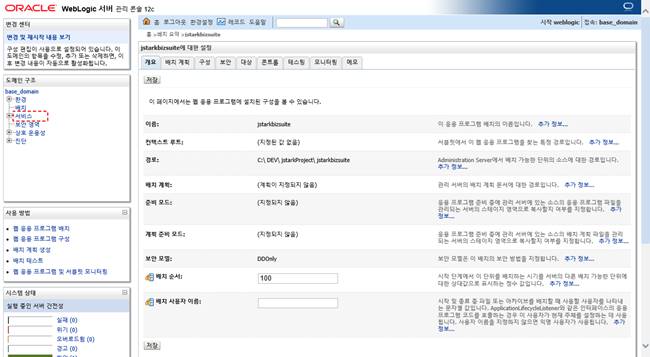 ORACLE WebLogic 서버 관리 콘솔 12c
변경 센터
변경 및 재시작 내용 보기
구성 편집이 사용으로 설정되어 있습니다. 이
도메인의 항목을 수정, 추가 또는 삭제하면, 이
후 변경 내용이 자동으로 활성화됩니다.
도메인 구조
base_domain
환경
배치
서비스
보안 영역
상호 운용성
진단
사용 방법
웹 응용 프로그램 배치
웹 응용 프로그램 구성
배치 계획 생성
배치 테스트
웹 응용 프로그램 및 서블릿 모니터링
시스템 상태
실행 중인 서버 건전성
실패 (0)
위기 (0)
오버로드됨 (0)
경고 (0)
홈 로그아웃 환경설정 레코드 도움말
시작 weblogic 접속: base_domain
홈 >배치 요약 >jstarkbizsuite
jstarkbizsuite에 대한 설정
개요 배치 계획 구성 보안 대상 콘트롤 테스팅 모니터링 메모
저장
이 페이지에서는 웹 응용 프로그램에 설치된 구성을 볼 수 있습니다.
이름: jstarkbizsuite 이 응용 프로그램 배치의 이름입니다. 추가 정보...
컨텍스트 루트: (지정된 값 없음) 서블릿에서 이 웹 응용 프로그램을 찾는 특정 경로입니다. 추가 정보...
경로: C:\ DEV\ jstarkProject\ jstarkbizsuite Administration Server에서 배치 가능한 단위의 소스에 대한 경로입니다. 추가 정보...
배치 계획: (계획이 지정되지 않음) 관리 서버의 배치 계획 문서에 대한 경로입니다. 추가 정보...
준비 모드: (지정되지 않음) 응용 프로그램 준비 중에 관리 서버에 있는 소스의 응용 프로그램 파일을 관리되는 서버의 스테이지 영역으로 복사할지 여부를 지정합니다. 추가 정보...
계획 준비 모드: (지정되지 않음) 응용 프로그램 준비 중에 관리 서버에 있는 소스의 배치 계획 파일을 관리되는 서버의 스테이지 영역으로 복사할지 여부를 지정합니다. 추가 정보...
보안 모델: DDOnly 보안 모델은 이 배치의 보안 방법을 지정합니다. 추가 정보...
배치 순서: 100 시작 단계에서 이 단위를 배치하는 시기를 서버의 다른 배치 가능한 단위에 대한 상대값으로 표시하는 정수 값입니다. 추가 정보...
배치 사용자 이름: 시작 및 종료 중 파일 또는 아카이브를 배치할 때 사용할 사용자를 나타내는 문자열 값입니다. ApplicationLifecycleListener와 같은 인터페이스의 응용 프로그램 코드를 호출하는 경우 이 사용자가 현재 주체를 설정하는 데 사용됩니다. 사용자 이름을 지정하지 않으면 익명 사용자가 사용됩니다. 추가 정보...
저장